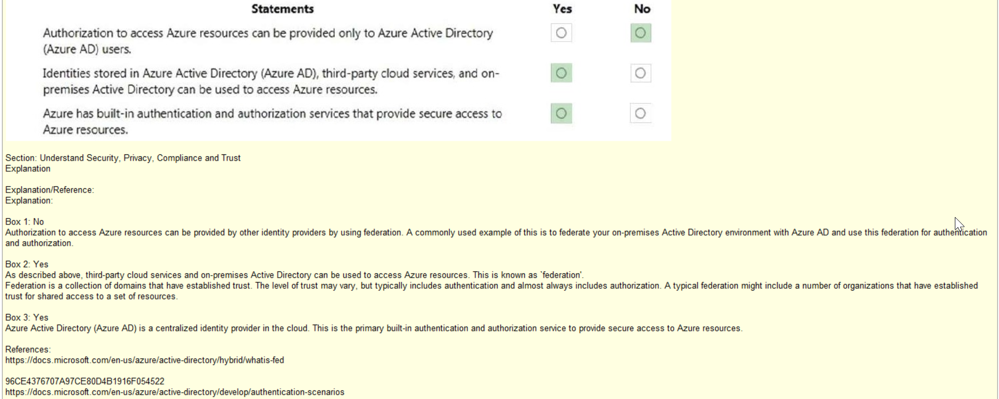 Statements Yes No
Authorization to access Azure resources can be provided only to Azure Active Directory
(Azure AD) users.
Identities stored in Azure Active Directory (Azure AD), third-party cloud services, and on-
premises Active Directory can be used to access Azure resources.
Azure has built-in authentication and authorization services that provide secure access to
Azure resources.
Section: Understand Security, Privacy, Compliance and Trust
Explanation
Explanation/Reference:
Explanation:
Box 1: No
Authorization to access Azure resources can be provided by other identity providers by using federation. A commonly used example of this is to federate your on-premises Active Directory environment with Azure AD and use this federation for authentication
and authorization.
Box 2: Yes
As described above, third-party cloud services and on-premises Active Directory can be used to access Azure resources. This is known as `federation'.
Federation is a collection of domains that have established trust. The level of trust may vary, but typically includes authentication and almost always includes authorization. A typical federation might include a number of organizations that have established
trust for shared access to a set of resources.
Box 3: Yes
Azure Active Directory (Azure AD) is a centralized identity provider in the cloud. This is the primary built-in authentication and authorization service to provide secure access to Azure resources.
References:
https://docs.microsoft.com/en-us/azure/active-directory/hybrid/whatis-fed
96CE4376707A97CE80D4B1916F054522
https://docs.microsoft.com/en-us/azure/active-directory/develop/authentication-scenarios